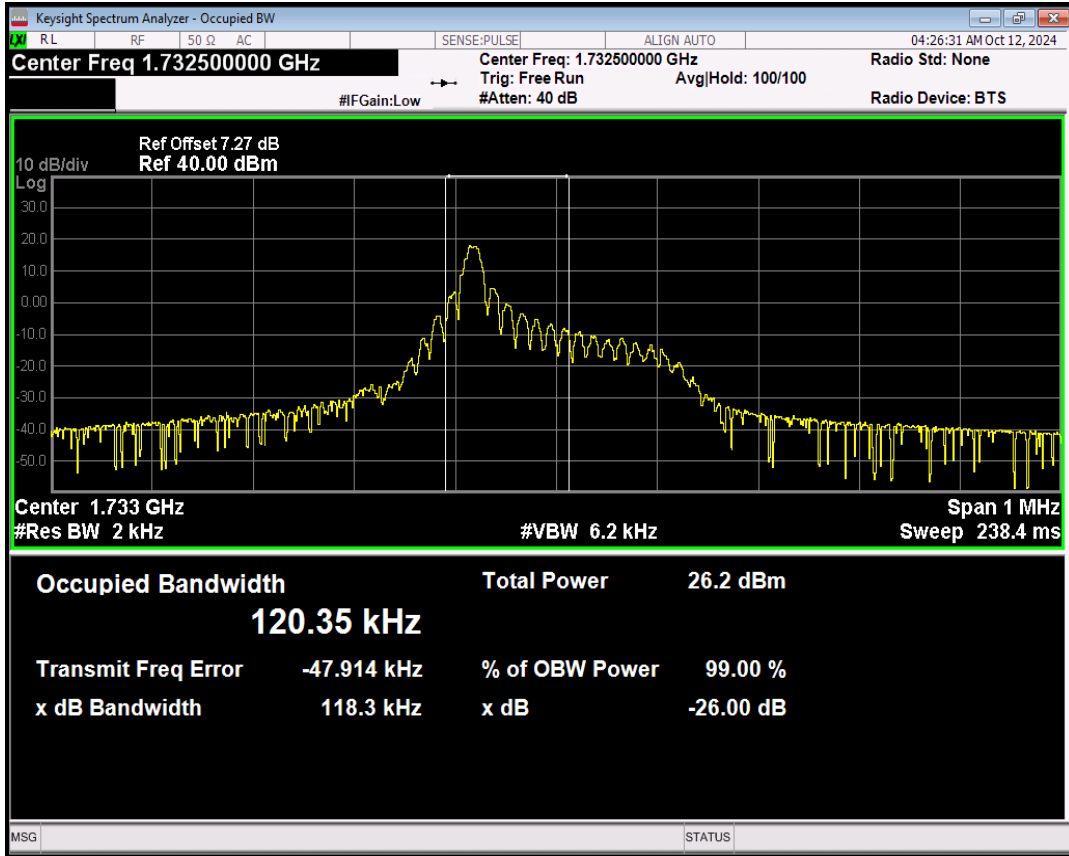 Keysight Spectrum Analyzer - Occupied BW
LXI RL RF 50 Ω AC SENSE:PULSE ALIGN AUTO 04:26:31 AM Oct 12, 2024
Center Freq 1.732500000 GHz Center Freq: 1.732500000 GHz Radio Std: None
Trig: Free Run Avg|Hold: 100/100
#IFGain:Low #Atten: 40 dB Radio Device: BTS
Ref Offset 7.27 dB
10 dB/div Ref 40.00 dBm
Log
30.0
20.0
10.0
0.00
-10.0
-20.0
-30.0
-40.0
-50.0
Center 1.733 GHz Span 1 MHz
#Res BW 2 kHz #VBW 6.2 kHz Sweep 238.4 ms
Occupied Bandwidth Total Power 26.2 dBm
120.35 kHz
Transmit Freq Error -47.914 kHz % of OBW Power 99.00 %
x dB Bandwidth 118.3 kHz x dB -26.00 dB
MSG STATUS